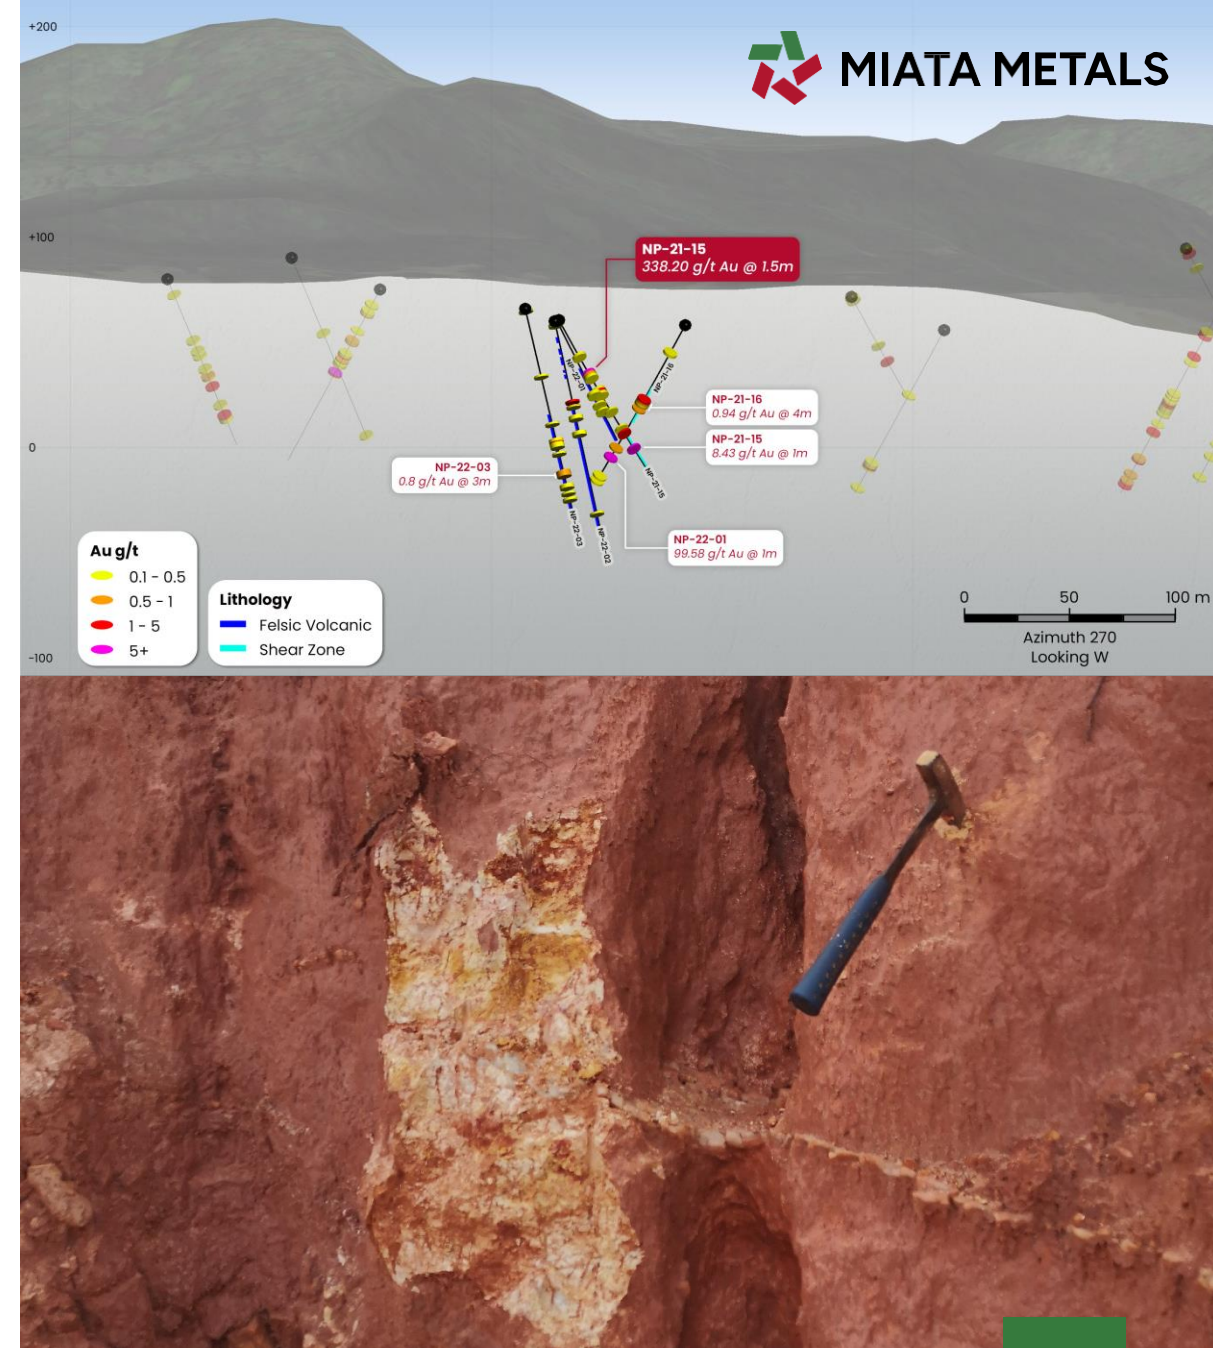 +200
MIATA METALS
+100
NP-21-15
338.20 g/t Au @ 1.5m
NP-22-01
NP-21-16
NP-21-16
0.94 g/t Au @ 4m
NP-21-15
8.43 g/t Au @ 1m
0
NP-22-03
0.8 g/t Au @ 3m
NP-21-15
NP-22-03
NP-22-02
NP-22-01
99.58 g/t Au @ 1m
Au g/t
0.1 - 0.5
0.5 - 1
1 - 5
5+
Lithology
Felsic Volcanic
Shear Zone
0 50 100 m
Azimuth 270
Looking W
-100